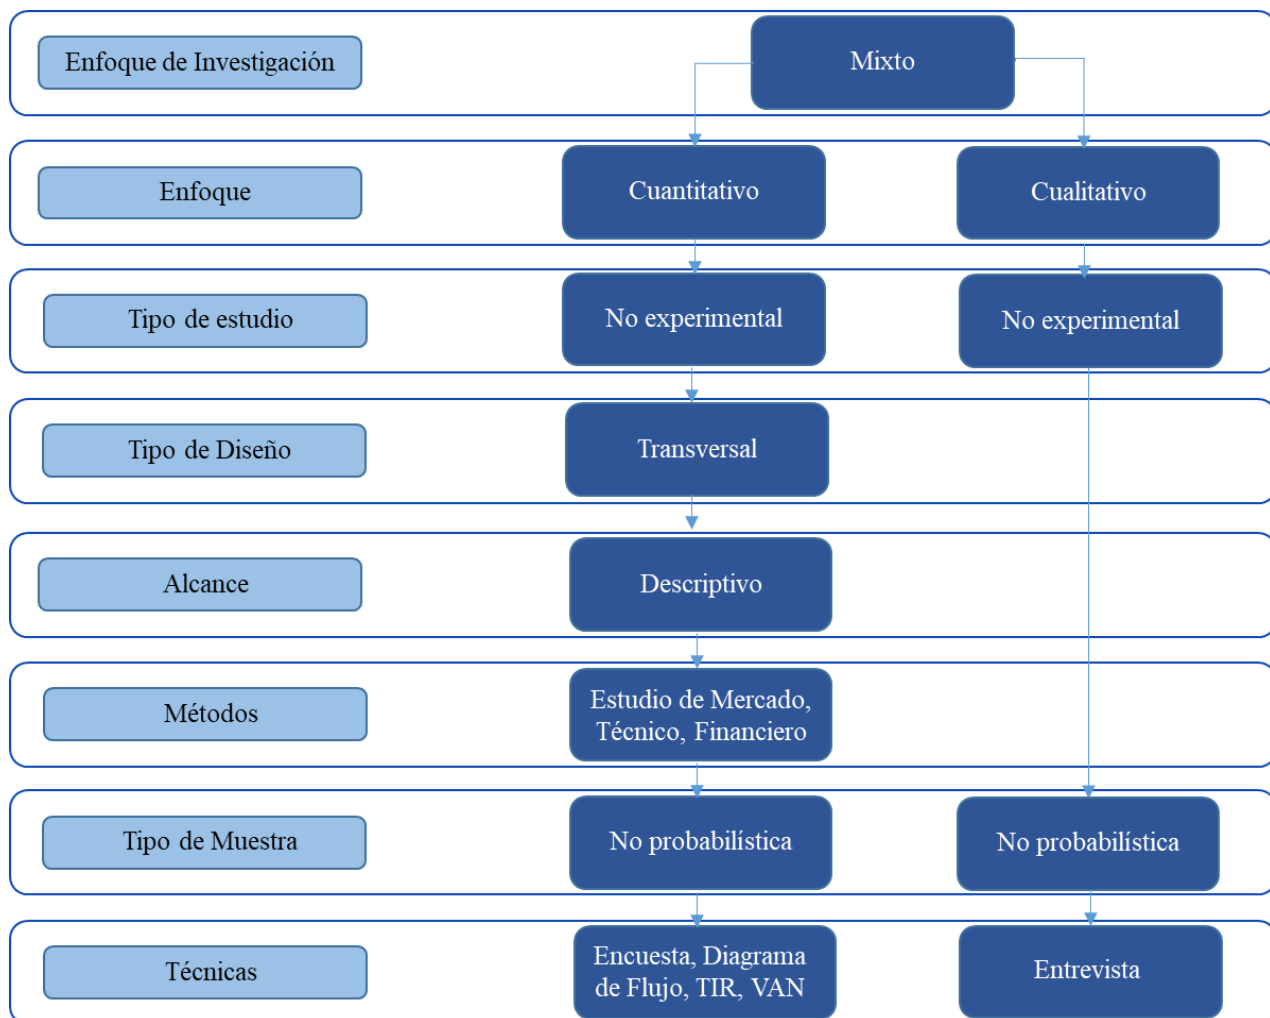 Enfoque de Investigación
Mixto
Enfoque
Cuantitativo
Cualitativo
Tipo de estudio
No experimental
No experimental
Tipo de Diseño
Transversal
Alcance
Descriptivo
Métodos
Estudio de Mercado,
Técnico, Financiero
Tipo de Muestra
No probabilística
No probabilística
Técnicas
Encuesta, Diagrama
de Flujo, TIR, VAN
Entrevista